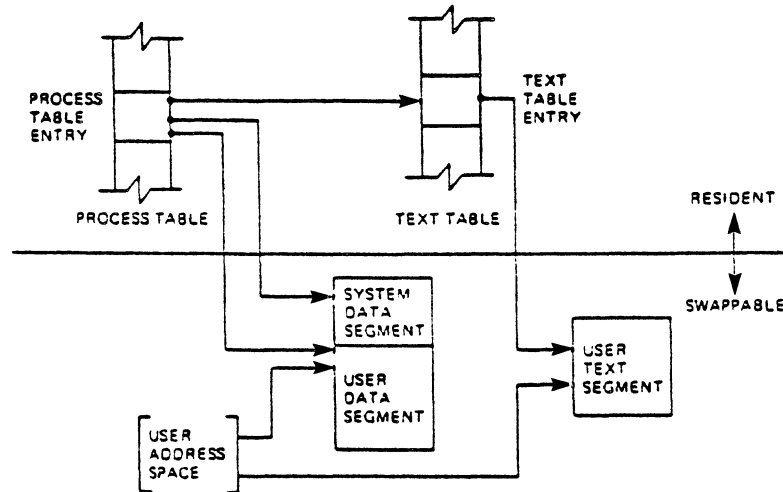 PROCESS
TABLE
ENTRY
TEXT
TABLE
ENTRY
PROCESS TABLE
TEXT TABLE
RESIDENT
SWAPPABLE
SYSTEM
DATA
SEGMENT
USER
DATA
SEGMENT
USER
TEXT
SEGMENT
USER
ADDRESS
SPACE